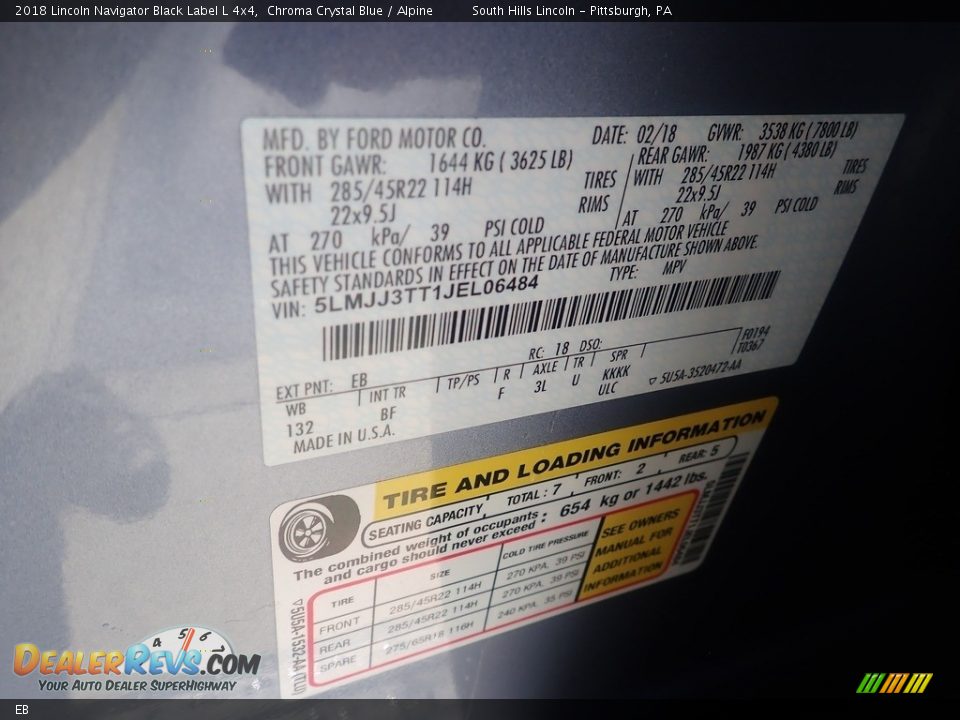 2018 Lincoln Navigator Black Label L 4x4, Chroma Crystal Blue / Alpine South Hills Lincoln - Pittsburgh, PA
MFD. BY FORD MOTOR CO. DATE: 02/18 GVWR: 3538 KG ( 7800 LB)
FRONT GAWR: 1644 KG ( 3625 LB) REAR GAWR: 1987 KG ( 4380 LB)
WITH 285/45R22 114H TIRES WITH 285/45R22 114H TIRES
22x9.5J RIMS 22x9.5J RIMS
AT 270 kPa/ 39 PSI COLD AT 270 kPa/ 39 PSI COLD
THIS VEHICLE CONFORMS TO ALL APPLICABLE FEDERAL MOTOR VEHICLE
SAFETY STANDARDS IN EFFECT ON THE DATE OF MANUFACTURE SHOWN ABOVE.
VIN: 5LMJJ3TT1JEL06484 TYPE: MPV
F0194
T0367
EXT PNT: EB RC: 18 DSO:
WB INT TR TP/PS R AXLE TR SPR
132 BF F 3L U KKKK
ULC
MADE IN U.S.A. ▽ 5U5A-3520472-AA
TIRE AND LOADING INFORMATION
SEATING CAPACITY TOTAL : 7 FRONT: 2 REAR: 5
The combined weight of occupants
and cargo should never exceed : 654 kg or 1442 lbs.
TIRE SIZE COLD TIRE PRESSURE
FRONT 285/45R22 114H 270 KPA, 39 PSI
REAR 285/45R22 114H 270 KPA, 39 PSI
SPARE 275/65R18 116H 240 KPA, 35 PSI
SEE OWNERS
MANUAL FOR
ADDITIONAL
INFORMATION
▽5U5A-1532-AA (TLU)
4 5 6 7
DEALERREVS.COM
YOUR AUTO DEALER SUPERHIGHWAY
EB